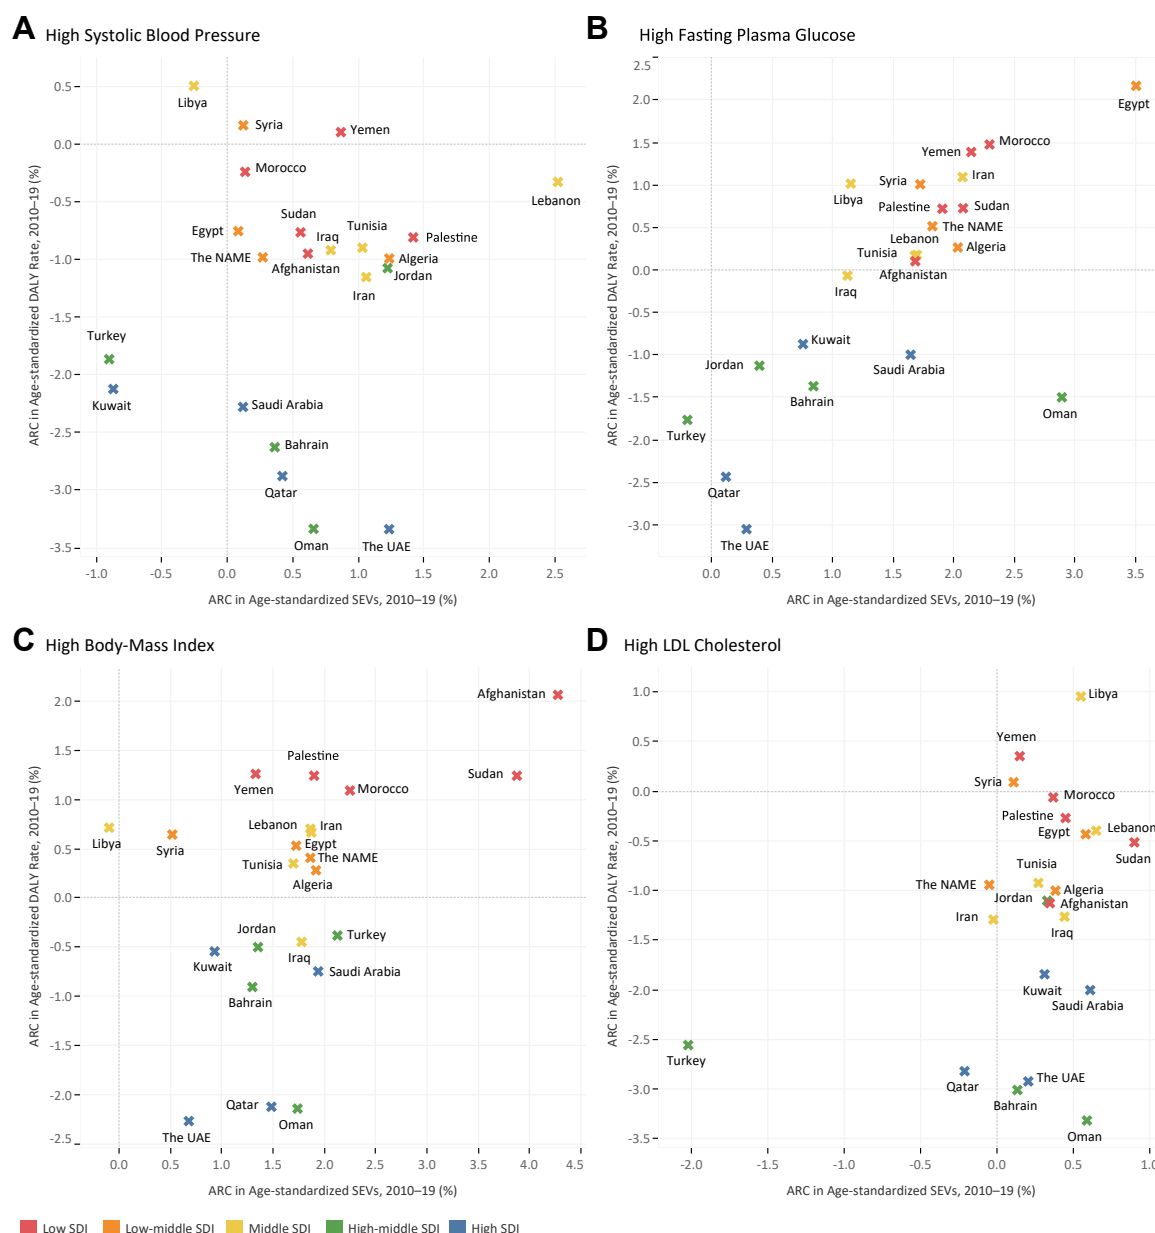 A High Systolic Blood Pressure
B High Fasting Plasma Glucose
ARC in Age-standardized DALY Rate, 2010–19 (%)
0.5
0.0
-0.5
-1.0
-1.5
-2.0
-2.5
-3.0
-3.5
Libya
Syria
Yemen
Morocco
Lebanon
Sudan
Tunisia
Egypt
Iraq
Palestine
The NAME
Afghanistan
Algeria
Jordan
Iran
Turkey
Kuwait
Saudi Arabia
Bahrain
Qatar
Oman
The UAE
-1.0 -0.5 0.0 0.5 1.0 1.5 2.0 2.5
ARC in Age-standardized SEVs, 2010–19 (%)
ARC in Age-standardized DALY Rate, 2010–19 (%)
2.5
2.0
1.5
1.0
0.5
0.0
-0.5
-1.0
-1.5
-2.0
-2.5
-3.0
Egypt
Morocco
Yemen
Iran
Syria
Libya
Palestine
Sudan
The NAME
Lebanon
Algeria
Tunisia
Afghanistan
Iraq
Kuwait
Jordan
Saudi Arabia
Bahrain
Oman
Turkey
Qatar
The UAE
0.0 0.5 1.0 1.5 2.0 2.5 3.0 3.5
ARC in Age-standardized SEVs, 2010–19 (%)
C High Body-Mass Index
D High LDL Cholesterol
ARC in Age-standardized DALY Rate, 2010–19 (%)
2.0
1.5
1.0
0.5
0.0
-0.5
-1.0
-1.5
-2.0
-2.5
Afghanistan
Palestine
Sudan
Yemen
Morocco
Lebanon
Iran
Libya
Egypt
Syria
The NAME
Tunisia
Algeria
Jordan
Turkey
Iraq
Kuwait
Saudi Arabia
Bahrain
Qatar
Oman
The UAE
0.0 0.5 1.0 1.5 2.0 2.5 3.0 3.5 4.0 4.5
ARC in Age-standardized SEVs, 2010–19 (%)
ARC in Age-standardized DALY Rate, 2010–19 (%)
1.0
0.5
0.0
-0.5
-1.0
-1.5
-2.0
-2.5
-3.0
-3.5
Libya
Yemen
Syria
Morocco
Palestine
Lebanon
Egypt
Sudan
Tunisia
The NAME
Algeria
Jordan
Afghanistan
Iran
Iraq
Kuwait
Saudi Arabia
Turkey
Qatar
The UAE
Bahrain
Oman
-2.0 -1.5 -1.0 -0.5 0.0 0.5 1.0
ARC in Age-standardized SEVs, 2010–19 (%)
Low SDI Low-middle SDI Middle SDI High-middle SDI High SDI